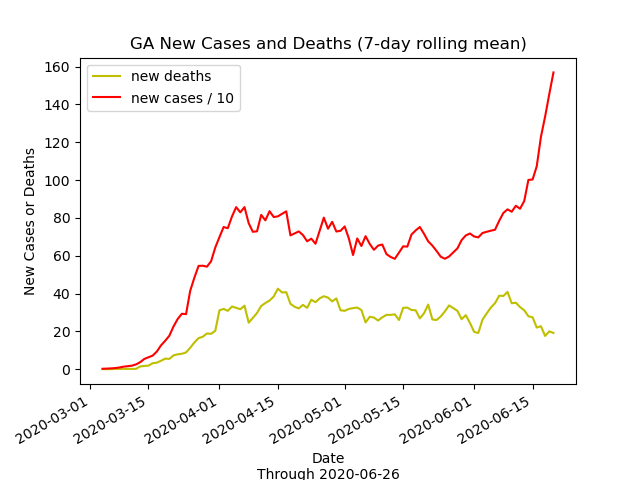 GA New Cases and Deaths (7-day rolling mean)
new deaths
new cases / 10
160
140
120
100
80
60
40
20
0
New Cases or Deaths
2020-03-01
2020-03-15
2020-04-01
2020-04-15
2020-05-01
2020-05-15
2020-06-01
2020-06-15
Date
Through 2020-06-26